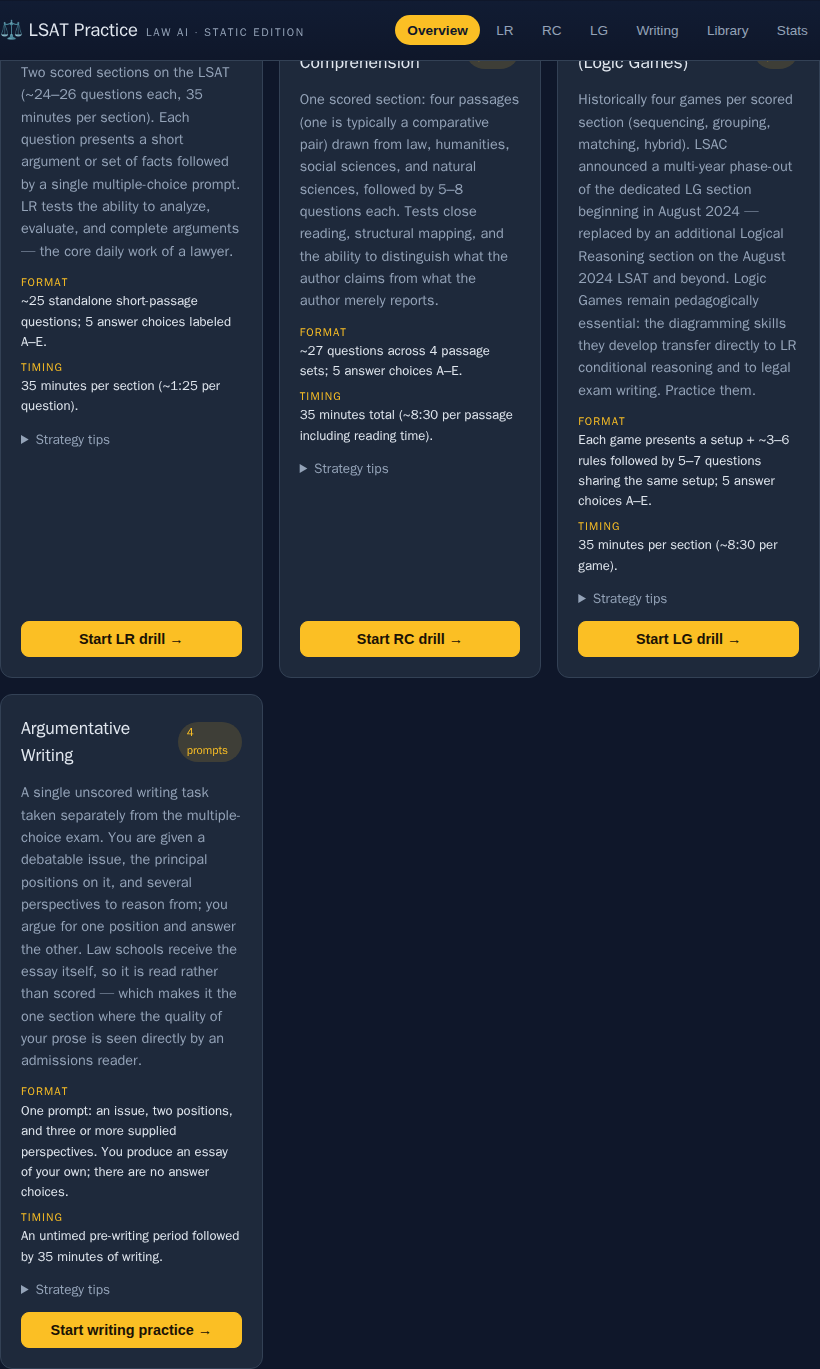 ⚖️ LSAT Practice LAW AI · STATIC EDITION
Overview LR RC LG Writing Library Stats
Two scored sections on the LSAT
(~24–26 questions each, 35
minutes per section). Each
question presents a short
argument or set of facts followed
by a single multiple-choice prompt.
LR tests the ability to analyze,
evaluate, and complete arguments
— the core daily work of a lawyer.
FORMAT
~25 standalone short-passage
questions; 5 answer choices labeled
A–E.
TIMING
35 minutes per section (~1:25 per
question).
▶ Strategy tips
Start LR drill →
Comprehension
One scored section: four passages
(one is typically a comparative
pair) drawn from law, humanities,
social sciences, and natural
sciences, followed by 5–8
questions each. Tests close
reading, structural mapping, and
the ability to distinguish what the
author claims from what the
author merely reports.
FORMAT
~27 questions across 4 passage
sets; 5 answer choices A–E.
TIMING
35 minutes total (~8:30 per passage
including reading time).
▶ Strategy tips
Start RC drill →
(Logic Games)
Historically four games per scored
section (sequencing, grouping,
matching, hybrid). LSAC
announced a multi-year phase-out
of the dedicated LG section
beginning in August 2024 —
replaced by an additional Logical
Reasoning section on the August
2024 LSAT and beyond. Logic
Games remain pedagogically
essential: the diagramming skills
they develop transfer directly to LR
conditional reasoning and to legal
exam writing. Practice them.
FORMAT
Each game presents a setup + ~3–6
rules followed by 5–7 questions
sharing the same setup; 5 answer
choices A–E.
TIMING
35 minutes per section (~8:30 per
game).
▶ Strategy tips
Start LG drill →
Argumentative
Writing
4
prompts
A single unscored writing task
taken separately from the multiple-
choice exam. You are given a
debatable issue, the principal
positions on it, and several
perspectives to reason from; you
argue for one position and answer
the other. Law schools receive the
essay itself, so it is read rather
than scored — which makes it the
one section where the quality of
your prose is seen directly by an
admissions reader.
FORMAT
One prompt: an issue, two positions,
and three or more supplied
perspectives. You produce an essay
of your own; there are no answer
choices.
TIMING
An untimed pre-writing period followed
by 35 minutes of writing.
▶ Strategy tips
Start writing practice →